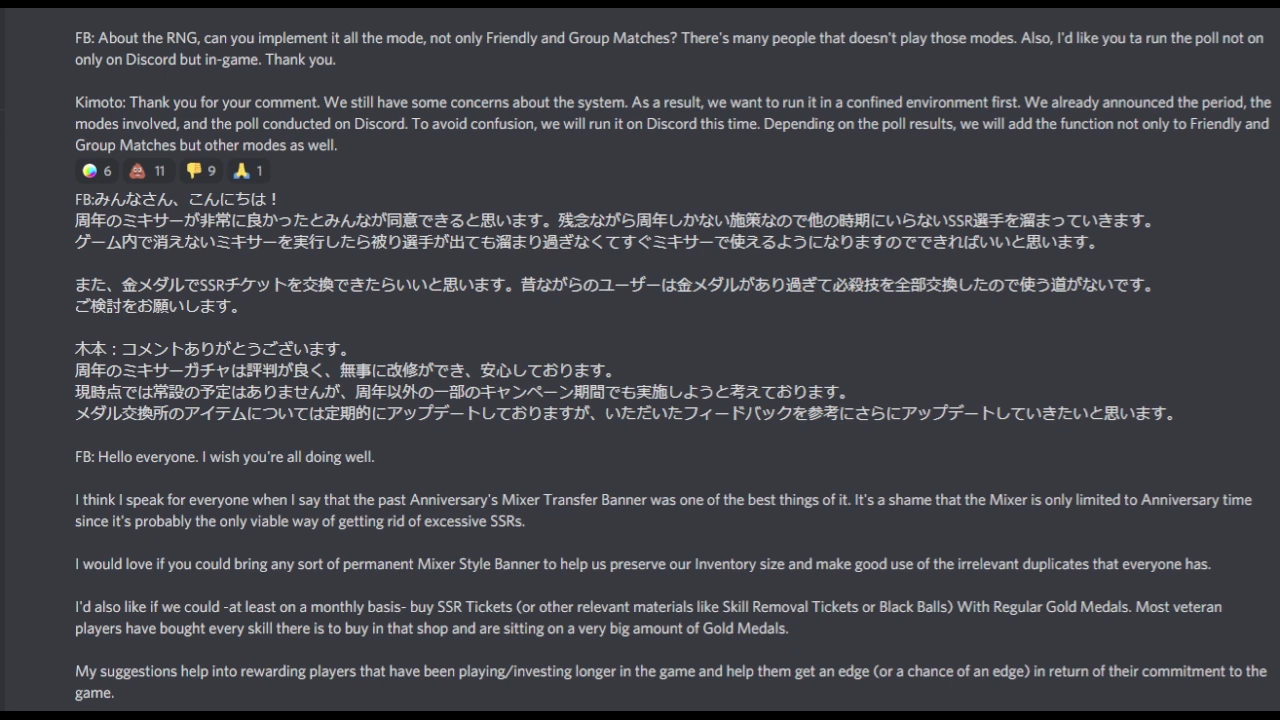 FB: About the RNG, can you implement it all the mode, not only Friendly and Group Matches? There's many people that doesn't play those modes. Also, I'd like you ta run the poll not on
only on Discord but in-game. Thank you.
Kimoto: Thank you for your comment. We still have some concerns about the system. As a result, we want to run it in a confined environment first. We already announced the period, the
modes involved, and the poll conducted on Discord. To avoid confusion, we will run it on Discord this time. Depending on the poll results, we will add the function not only to Friendly and
Group Matches but other modes as well.
6 11 9 1
FB:みんなさん、こんにちは！
周年のミキサーが非常に良かったとみんなが同意できると思います。残念ながら周年しかない施策なので他の時期にいらないSSR選手を溜まっていきます。
ゲーム内で消えないミキサーを実行したら被り選手が出ても溜まり過ぎなくてすぐミキサーで使えるようになりますのでできればいいと思います。
また、金メダルでSSRチケットを交換できたらいいと思います。昔ながらのユーザーは金メダルがあり過ぎて必殺技を全部交換したので使う道がないです。
ご検討をお願いします。
木本：コメントありがとうございます。
周年のミキサーガチャは評判が良く、無事に改修ができ、安心しております。
現時点では常設の予定はありませんが、周年以外の一部のキャンペーン期間でも実施しようと考えております。
メダル交換所のアイテムについては定期的にアップデートしておりますが、いただいたフィードバックを参考にさらにアップデートしていきたいと思います。
FB: Hello everyone. I wish you're all doing well.
I think I speak for everyone when I say that the past Anniversary's Mixer Transfer Banner was one of the best things of it. It's a shame that the Mixer is only limited to Anniversary time
since it's probably the only viable way of getting rid of excessive SSRs.
I would love if you could bring any sort of permanent Mixer Style Banner to help us preserve our Inventory size and make good use of the irrelevant duplicates that everyone has.
I'd also like if we could -at least on a monthly basis- buy SSR Tickets (or other relevant materials like Skill Removal Tickets or Black Balls) With Regular Gold Medals. Most veteran
players have bought every skill there is to buy in that shop and are sitting on a very big amount of Gold Medals.
My suggestions help into rewarding players that have been playing/investing longer in the game and help them get an edge (or a chance of an edge) in return of their commitment to the
game.